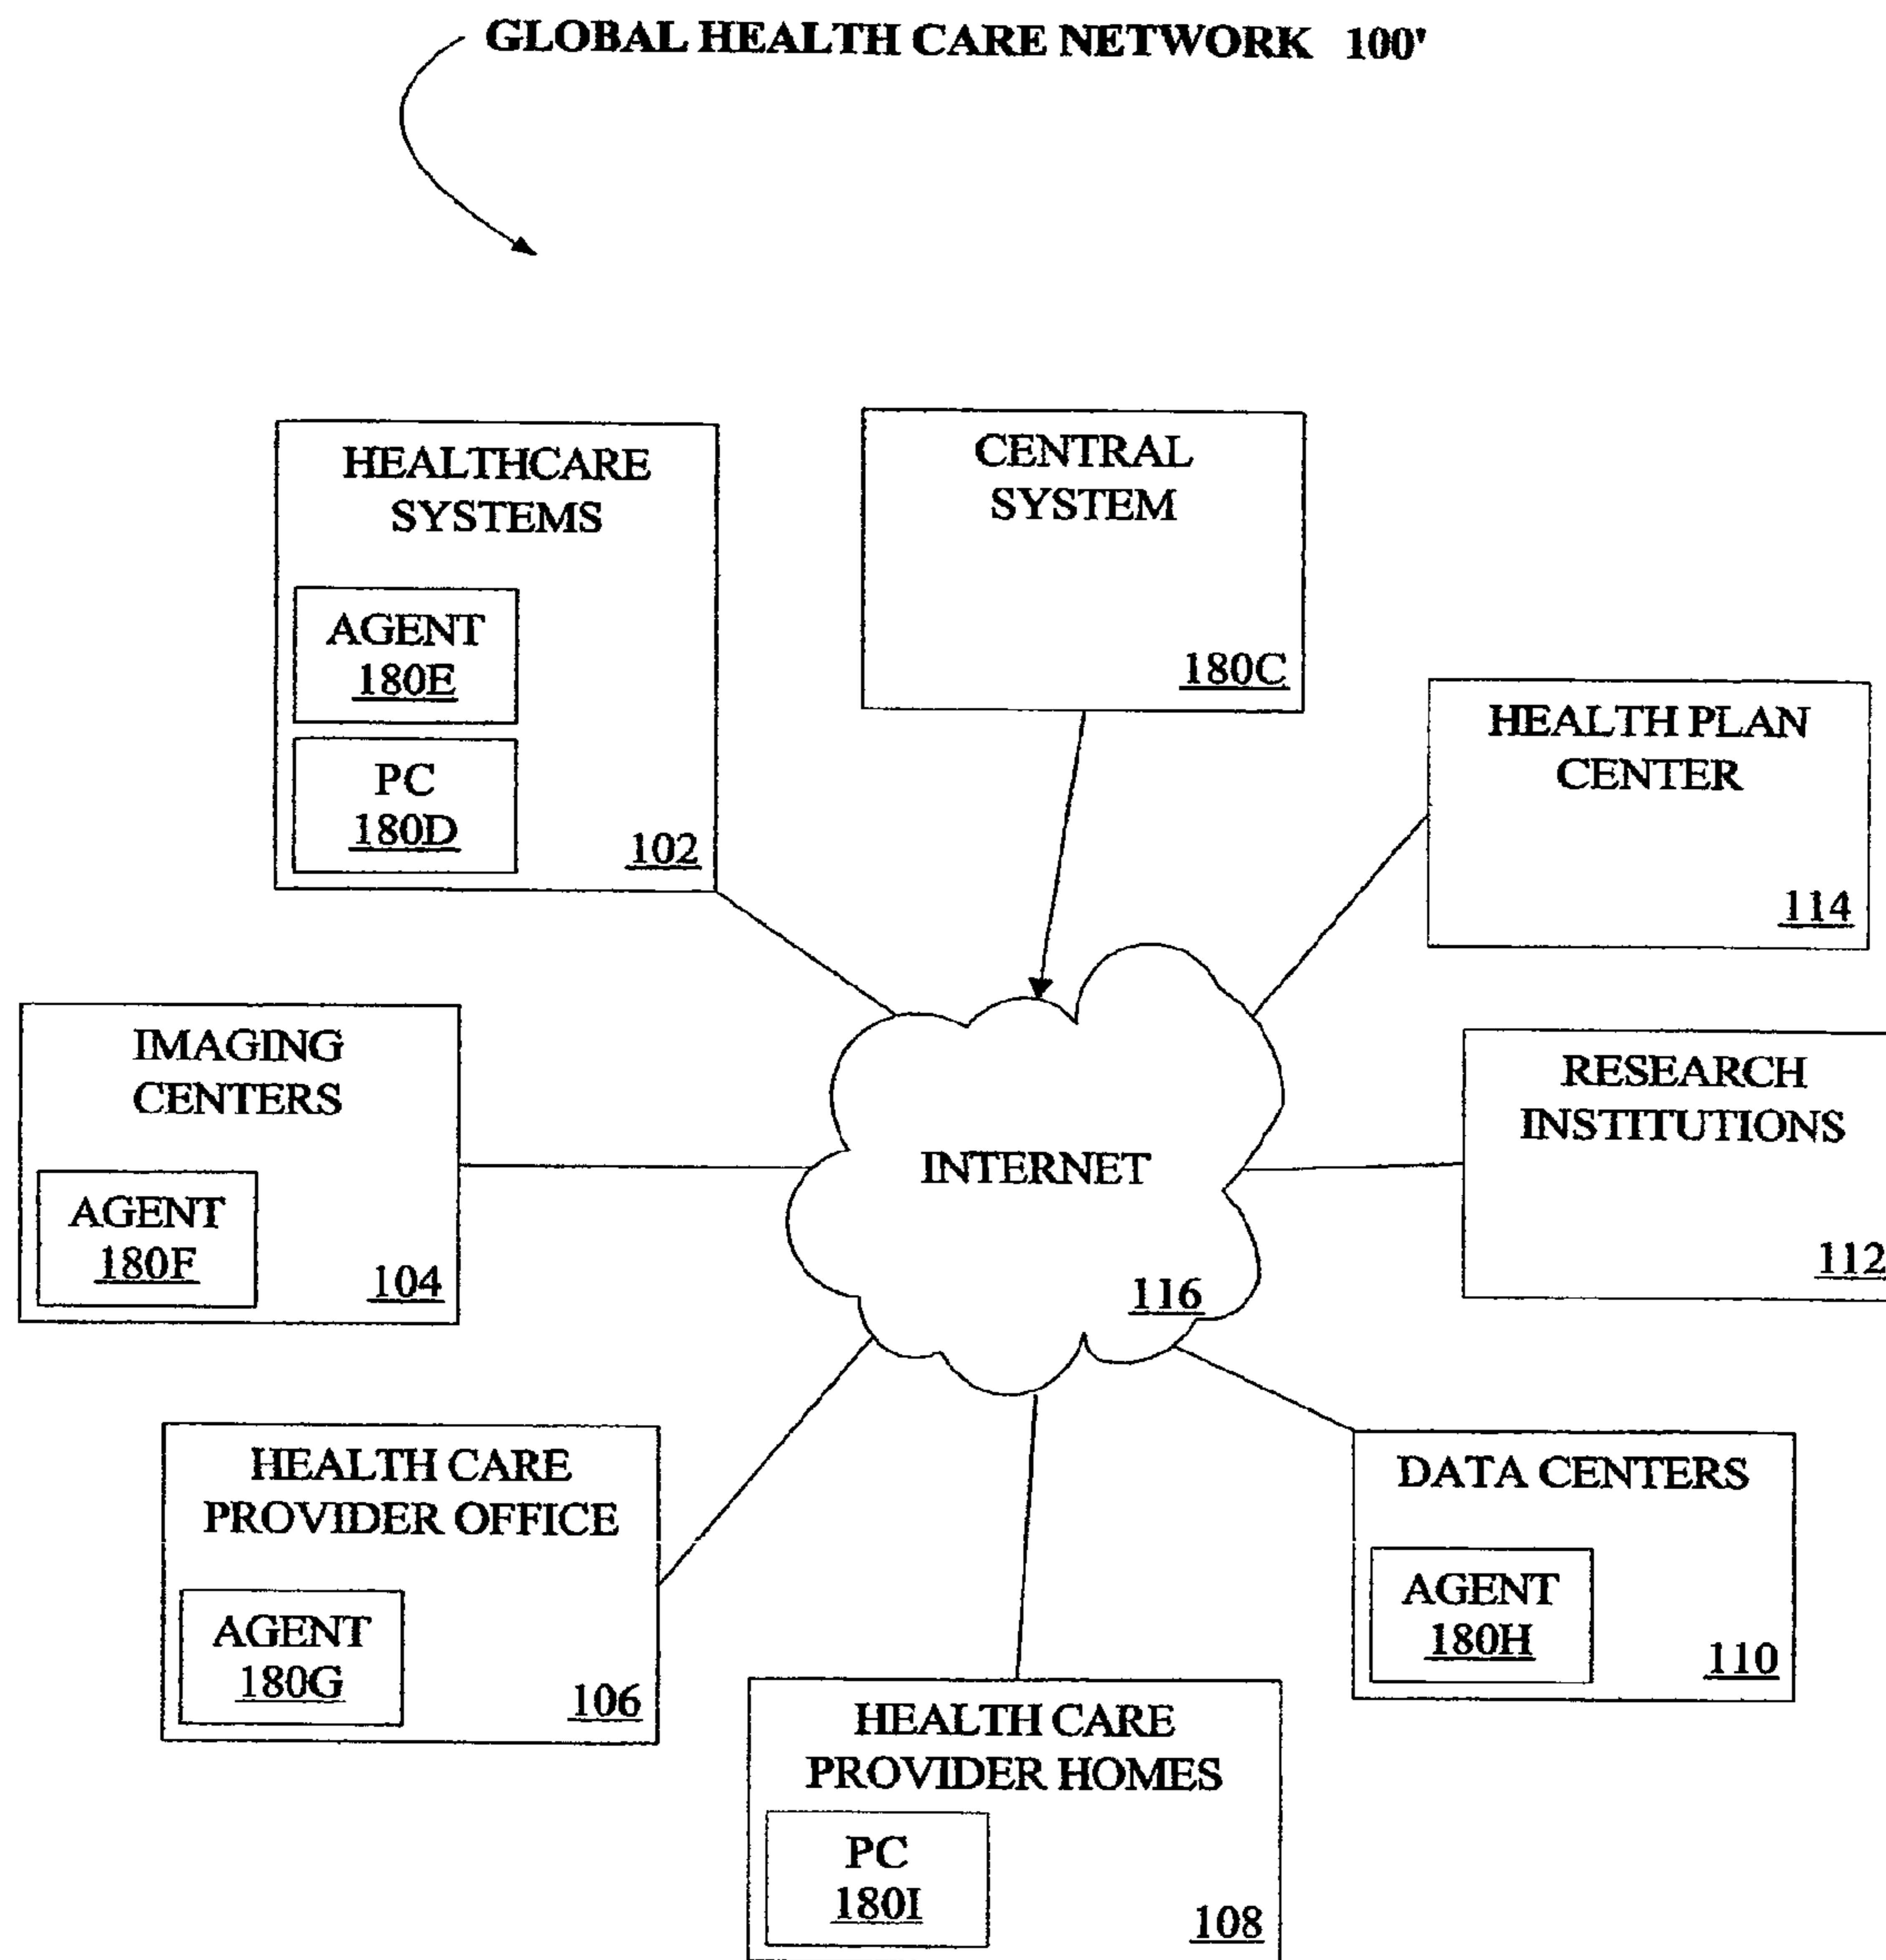 GLOBAL HEALTH CARE NETWORK 100'
HEALTHCARE
SYSTEMS
AGENT
180E
PC
180D
102
CENTRAL
SYSTEM
180C
HEALTH PLAN
CENTER
114
IMAGING
CENTERS
AGENT
180F
104
INTERNET
116
RESEARCH
INSTITUTIONS
112
HEALTH CARE
PROVIDER OFFICE
AGENT
180G
106
HEALTH CARE
PROVIDER HOMES
PC
180I
108
DATA CENTERS
AGENT
180H
110